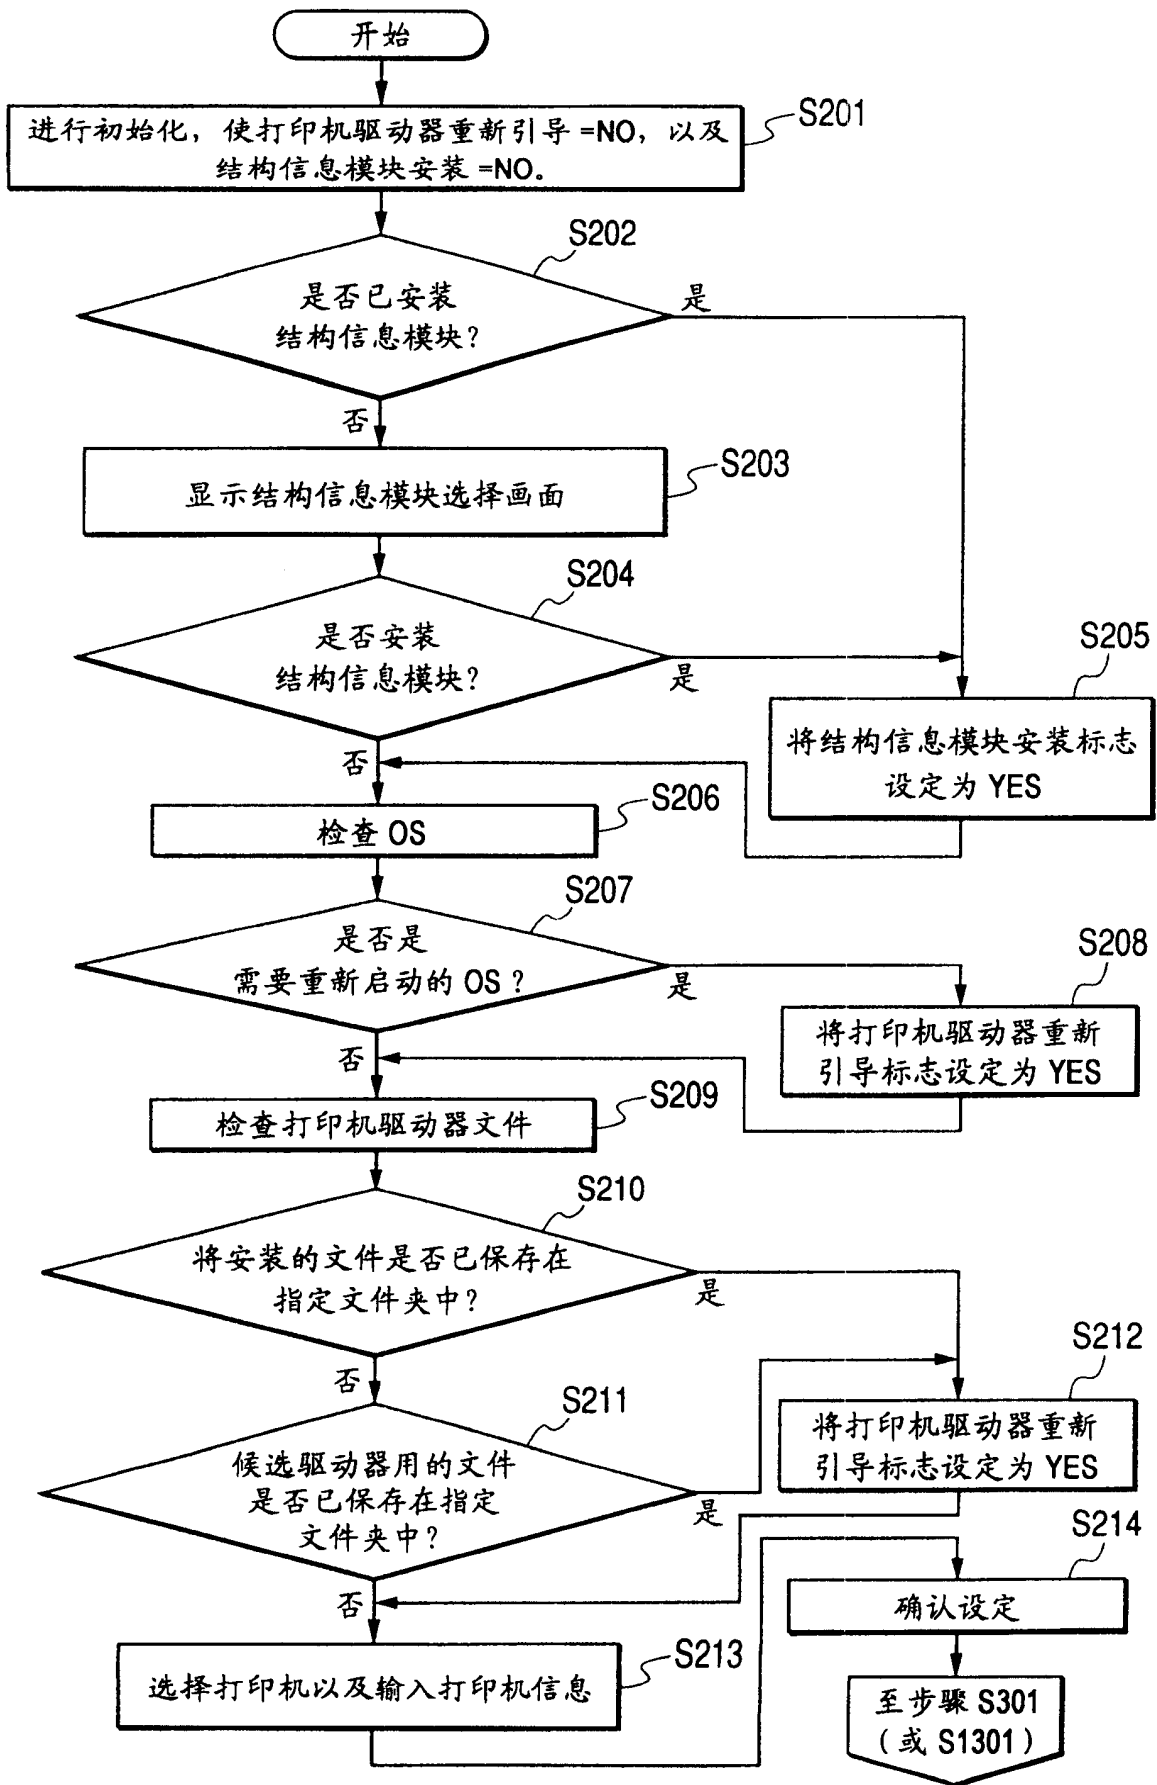 开始
S201
进行初始化，使打印机驱动器重新引导=NO，以及
结构信息模块安装=NO。
S202
是否已安装
结构信息模块？
是
否
S203
显示结构信息模块选择画面
S204
是否安装
结构信息模块？
是
否
S205
将结构信息模块安装标志
设定为 YES
S206
检查 OS
S207
是否是
需要重新启动的 OS？
是
否
S208
将打印机驱动器重新
引导标志设定为 YES
S209
检查打印机驱动器文件
S210
将安装的文件是否已保存在
指定文件夹中？
是
否
S211
候选驱动器用的文件
是否已保存在指定
文件夹中？
是
否
S212
将打印机驱动器重新
引导标志设定为 YES
S213
选择打印机以及输入打印机信息
S214
确认设定
至步骤 S301
（或 S1301）